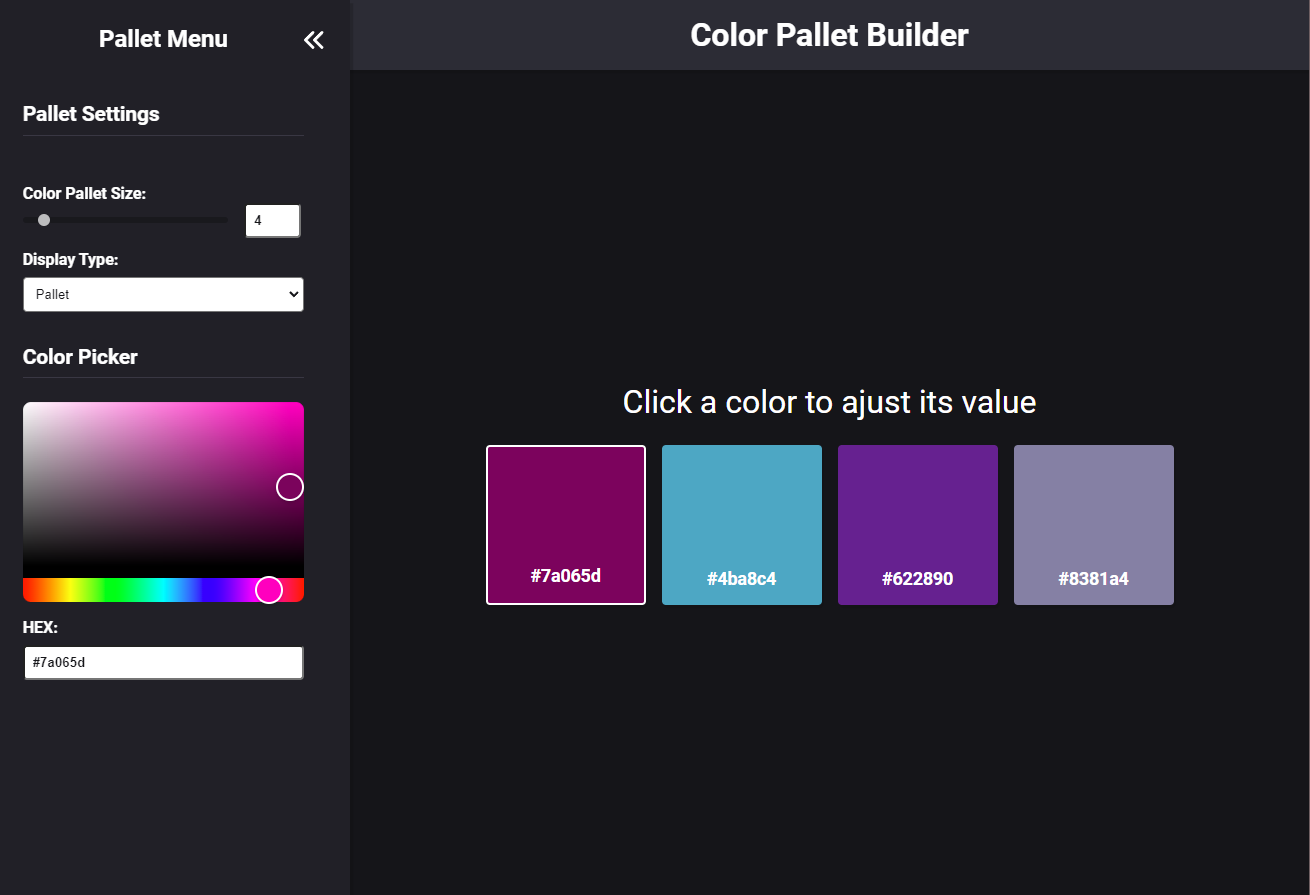 Pallet Menu
Color Pallet Builder
Pallet Settings
Color Pallet Size:
4
Display Type:
Pallet
Color Picker
HEX:
#7a065d
Click a color to ajust its value
#7a065d
#4ba8c4
#622890
#8381a4